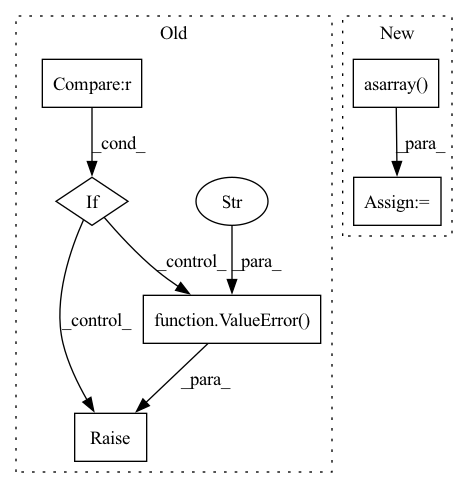 Old
New
Compare:r
asarray()
_cond_
_para_
If
Str
Assign:=
_control_
_para_
_control_
function.ValueError()
_para_
Raise